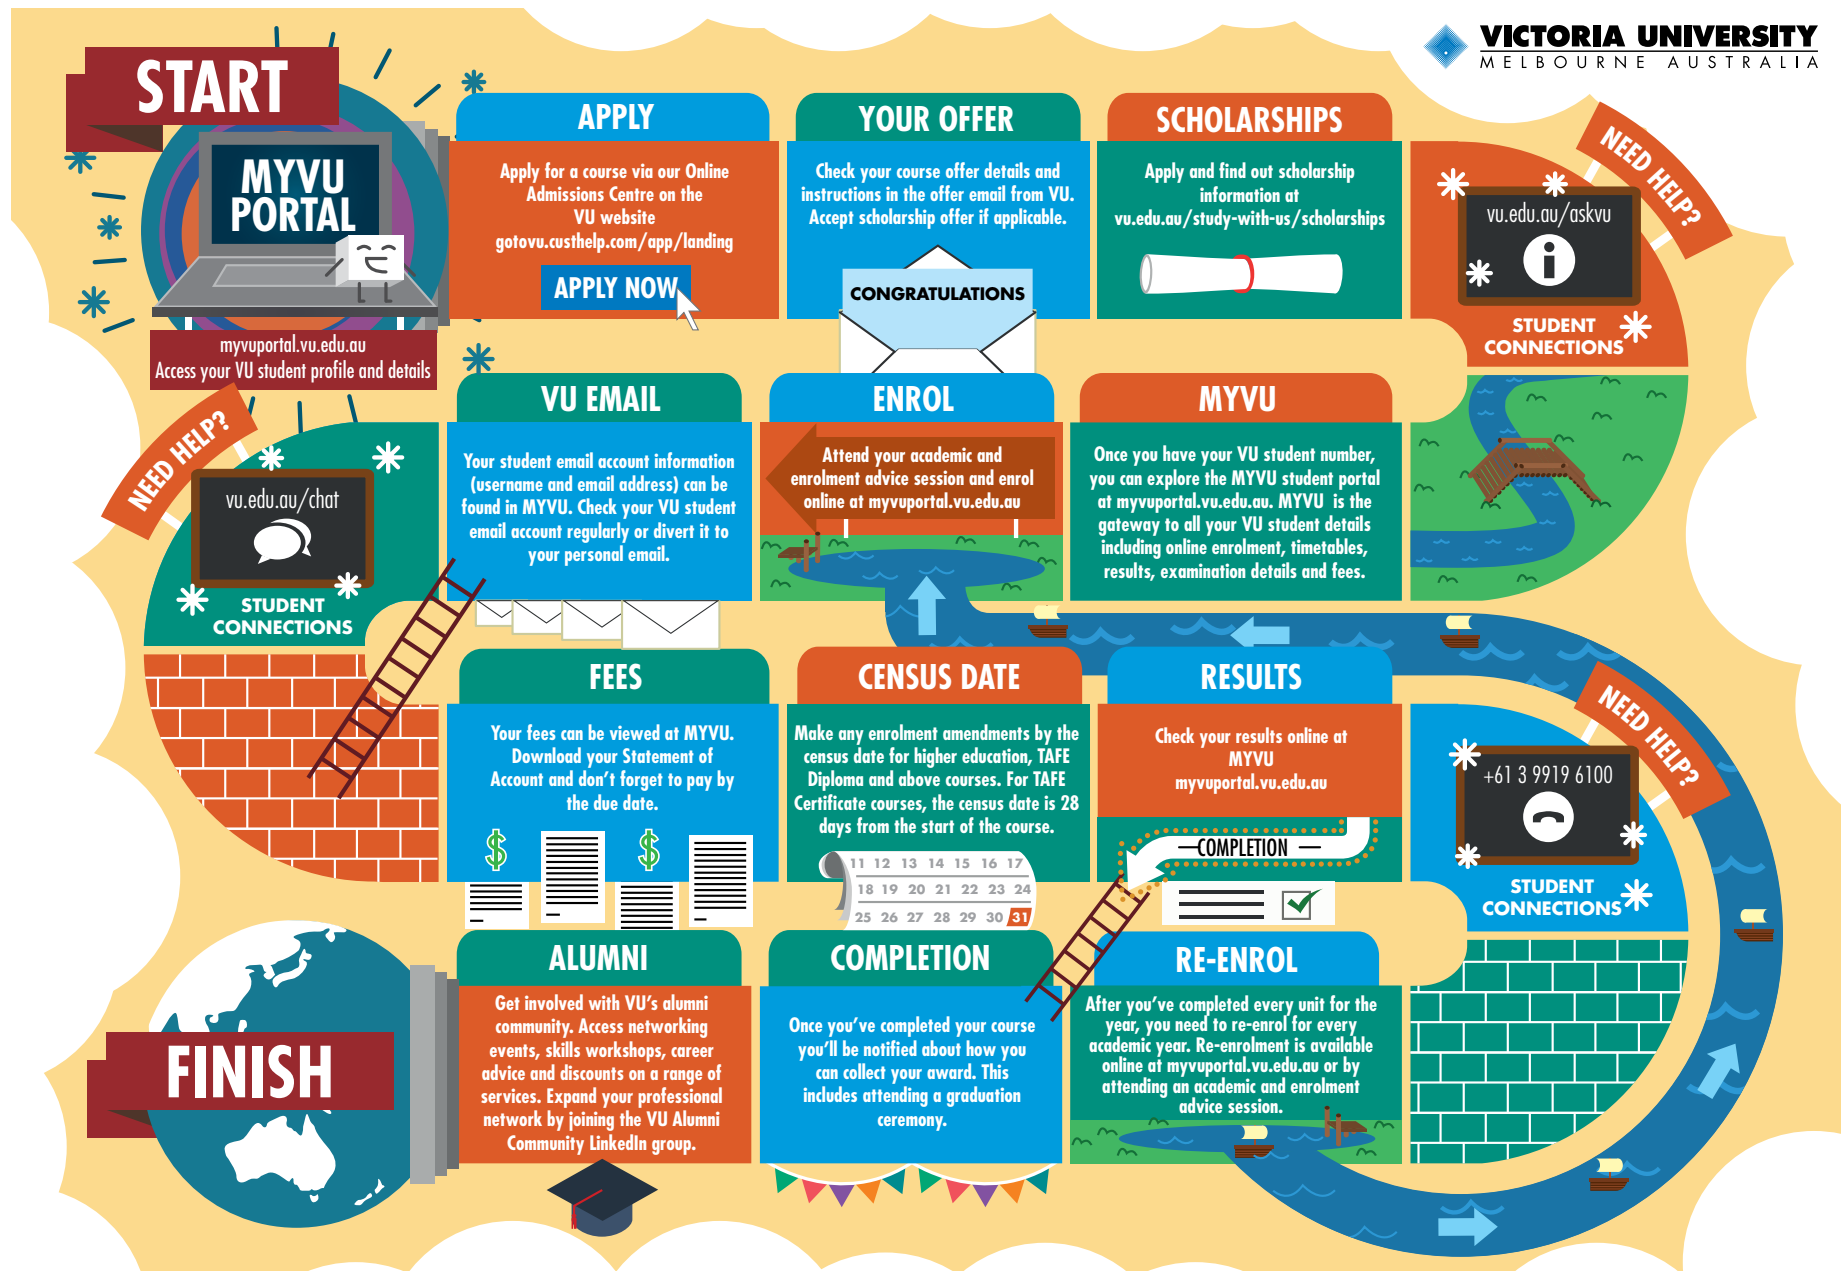 VICTORIA UNIVERSITY
MELBOURNE AUSTRALIA
START
MYVU
PORTAL
myvuportal.vu.edu.au
Access your VU student profile and details
APPLY
Apply for a course via our Online
Admissions Centre on the
VU website
gotovu.custhelp.com/app/landing
APPLY NOW
YOUR OFFER
Check your course offer details and
instructions in the offer email from VU.
Accept scholarship offer if applicable.
CONGRATULATIONS
SCHOLARSHIPS
Apply and find out scholarship
information at
vu.edu.au/study-with-us/scholarships
NEED HELP?
vu.edu.au/askvu
i
STUDENT
CONNECTIONS
MYVU
Once you have your VU student number,
you can explore the MYVU student portal
at myvuportal.vu.edu.au. MYVU is the
gateway to all your VU student details
including online enrolment, timetables,
results, examination details and fees.
ENROL
Attend your academic and
enrolment advice session and enrol
online at myvuportal.vu.edu.au
VU EMAIL
Your student email account information
(username and email address) can be
found in MYVU. Check your VU student
email account regularly or divert it to
your personal email.
NEED HELP?
vu.edu.au/chat
STUDENT
CONNECTIONS
FEES
Your fees can be viewed at MYVU.
Download your Statement of
Account and don't forget to pay by
the due date.
$ $
CENSUS DATE
Make any enrolment amendments by the
census date for higher education, TAFE
Diploma and above courses. For TAFE
Certificate courses, the census date is 28
days from the start of the course.
11 12 13 14 15 16 17
18 19 20 21 22 23 24
25 26 27 28 29 30 31
RESULTS
Check your results online at
MYVU
myvuportal.vu.edu.au
COMPLETION
NEED HELP?
+61 3 9919 6100
STUDENT
CONNECTIONS
RE-ENROL
After you've completed every unit for the
year, you need to re-enrol for every
academic year. Re-enrolment is available
online at myvuportal.vu.edu.au or by
attending an academic and enrolment
advice session.
COMPLETION
Once you've completed your course
you'll be notified about how you
can collect your award. This
includes attending a graduation
ceremony.
ALUMNI
Get involved with VU's alumni
community. Access networking
events, skills workshops, career
advice and discounts on a range of
services. Expand your professional
network by joining the VU Alumni
Community LinkedIn group.
FINISH